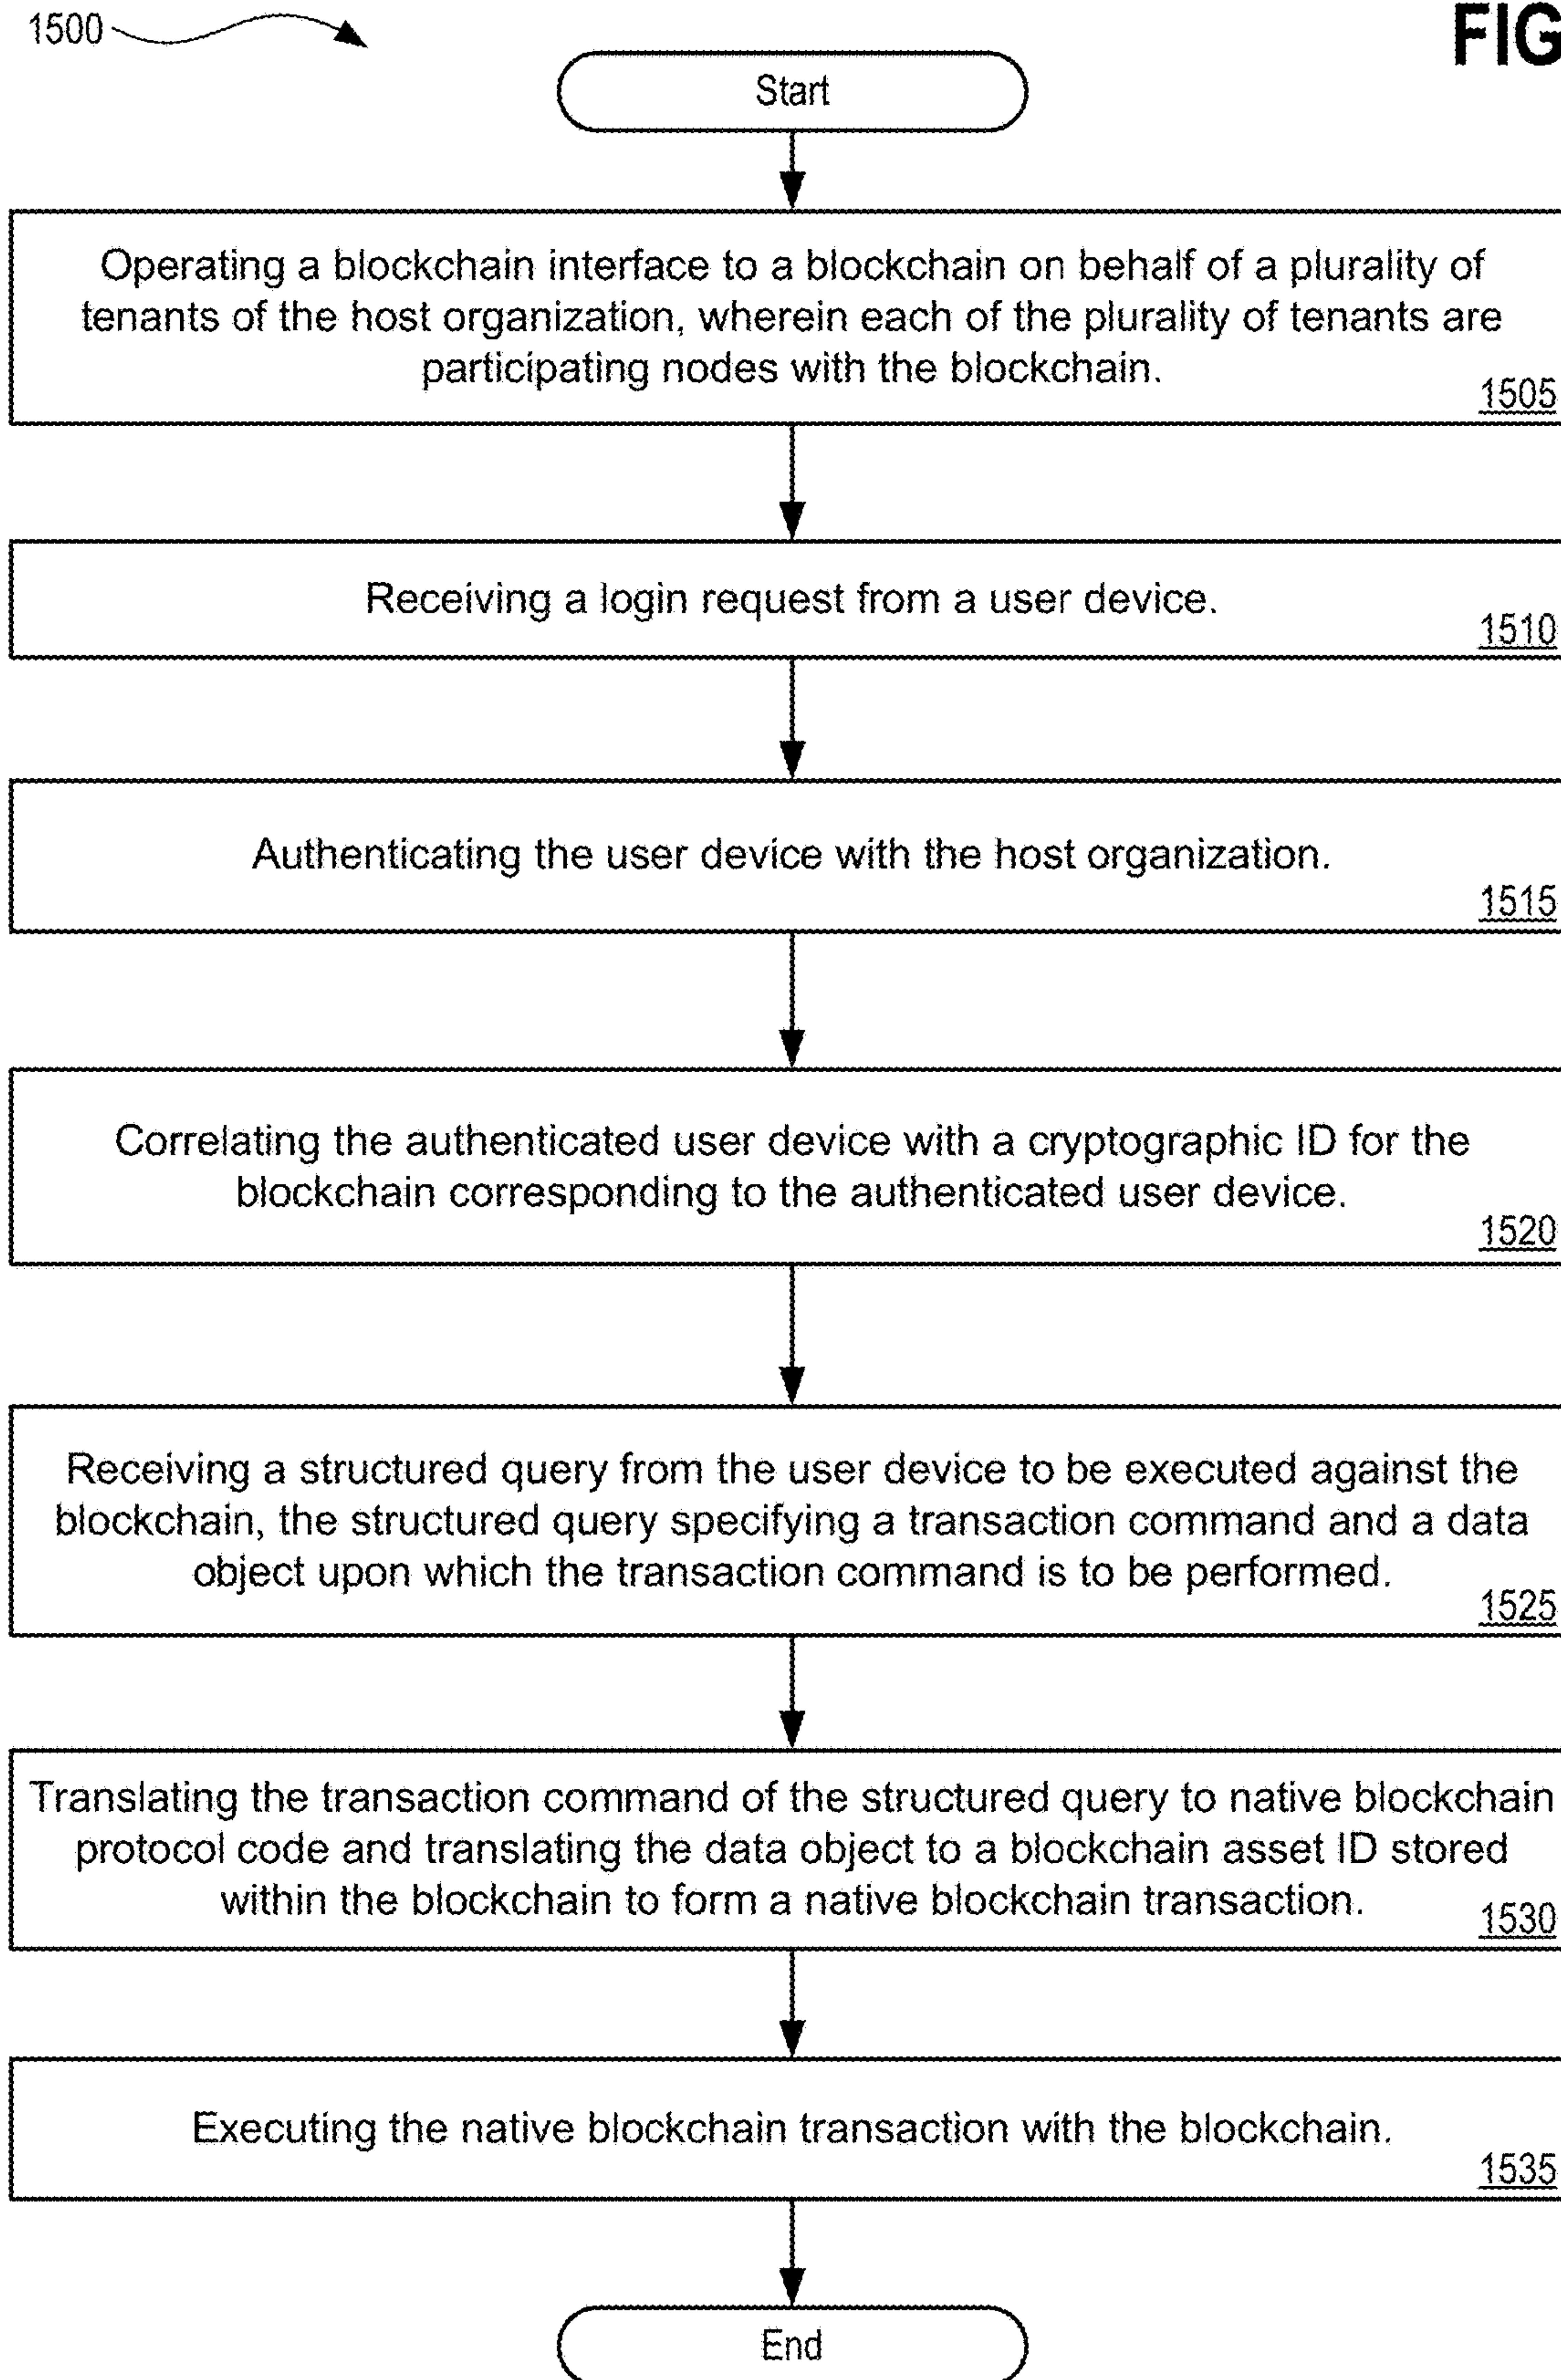 1500
FIG
Start
Operating a blockchain interface to a blockchain on behalf of a plurality of
tenants of the host organization, wherein each of the plurality of tenants are
participating nodes with the blockchain.
1505
Receiving a login request from a user device.
1510
Authenticating the user device with the host organization.
1515
Correlating the authenticated user device with a cryptographic ID for the
blockchain corresponding to the authenticated user device.
1520
Receiving a structured query from the user device to be executed against the
blockchain, the structured query specifying a transaction command and a data
object upon which the transaction command is to be performed.
1525
Translating the transaction command of the structured query to native blockchain
protocol code and translating the data object to a blockchain asset ID stored
within the blockchain to form a native blockchain transaction.
1530
Executing the native blockchain transaction with the blockchain.
1535
End